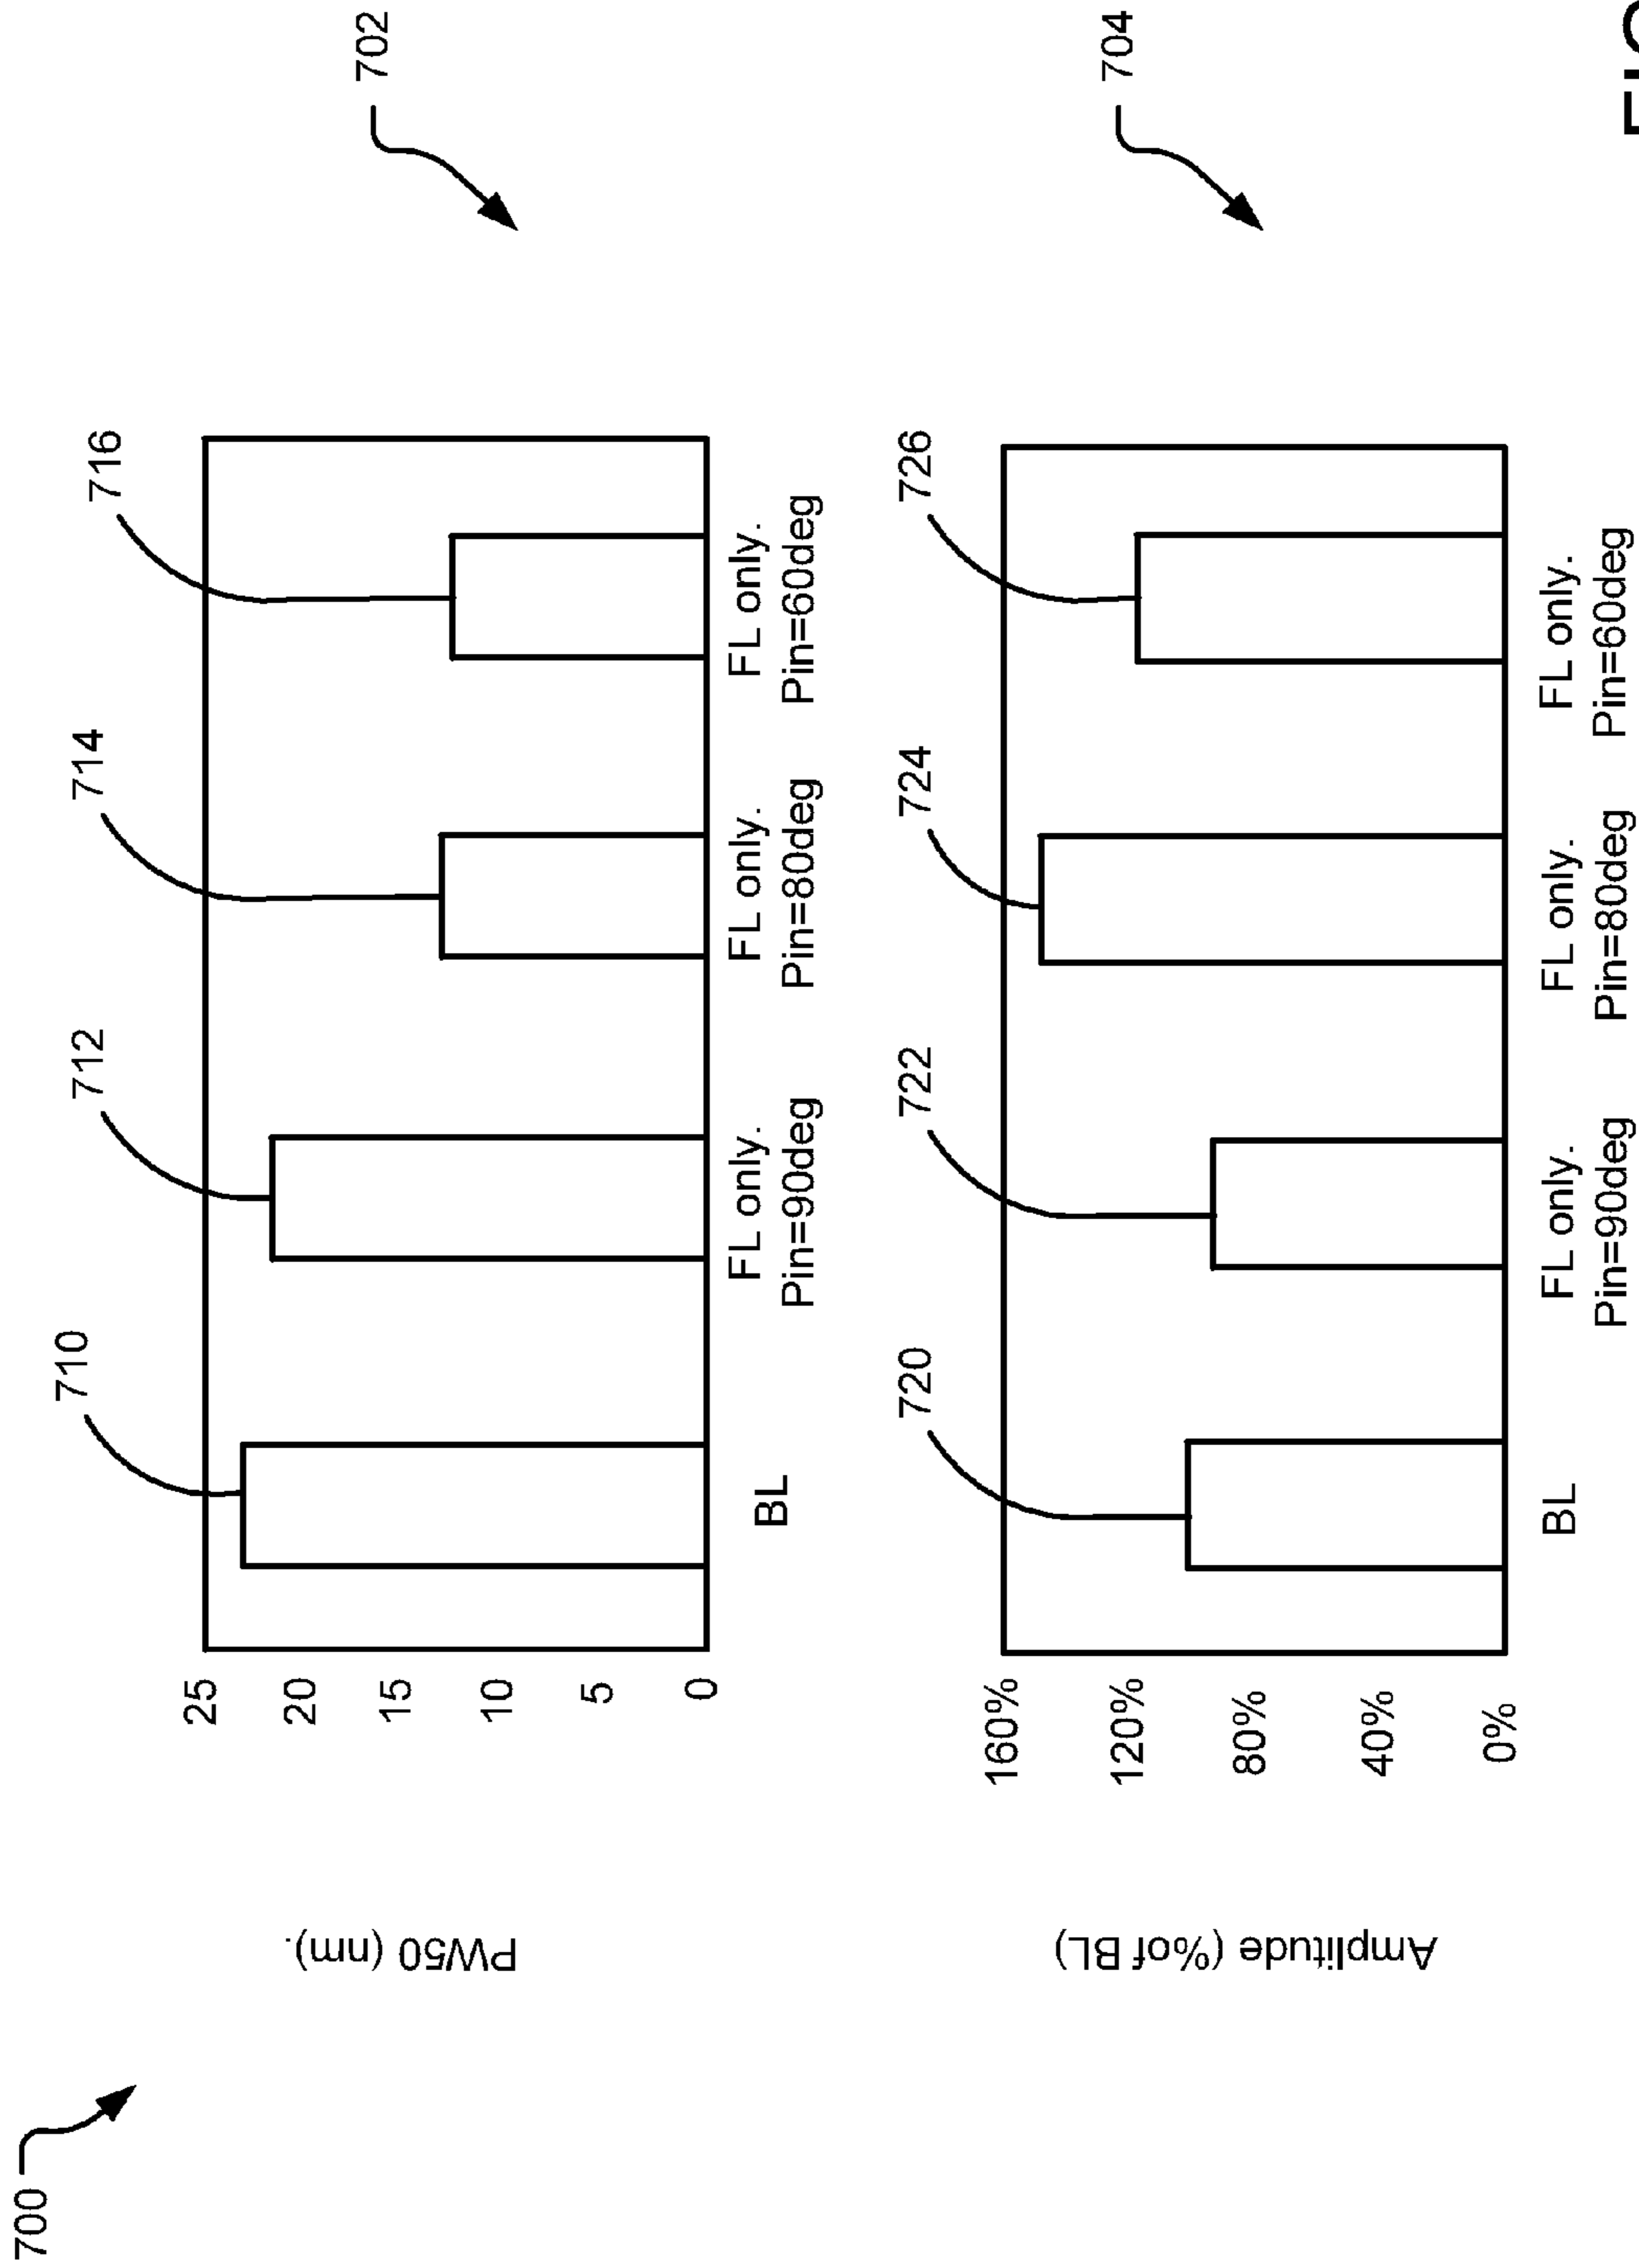 700
702
PW50 (nm).
25
20
15
10
5
0
710
712
714
716
BL
FL only.
Pin=90deg
FL only.
Pin=80deg
FL only.
Pin=60deg
704
Amplitude (%of BL)
160%
120%
80%
40%
0%
720
722
724
726
BL
FL only.
Pin=90deg
FL only.
Pin=80deg
FL only.
Pin=60deg